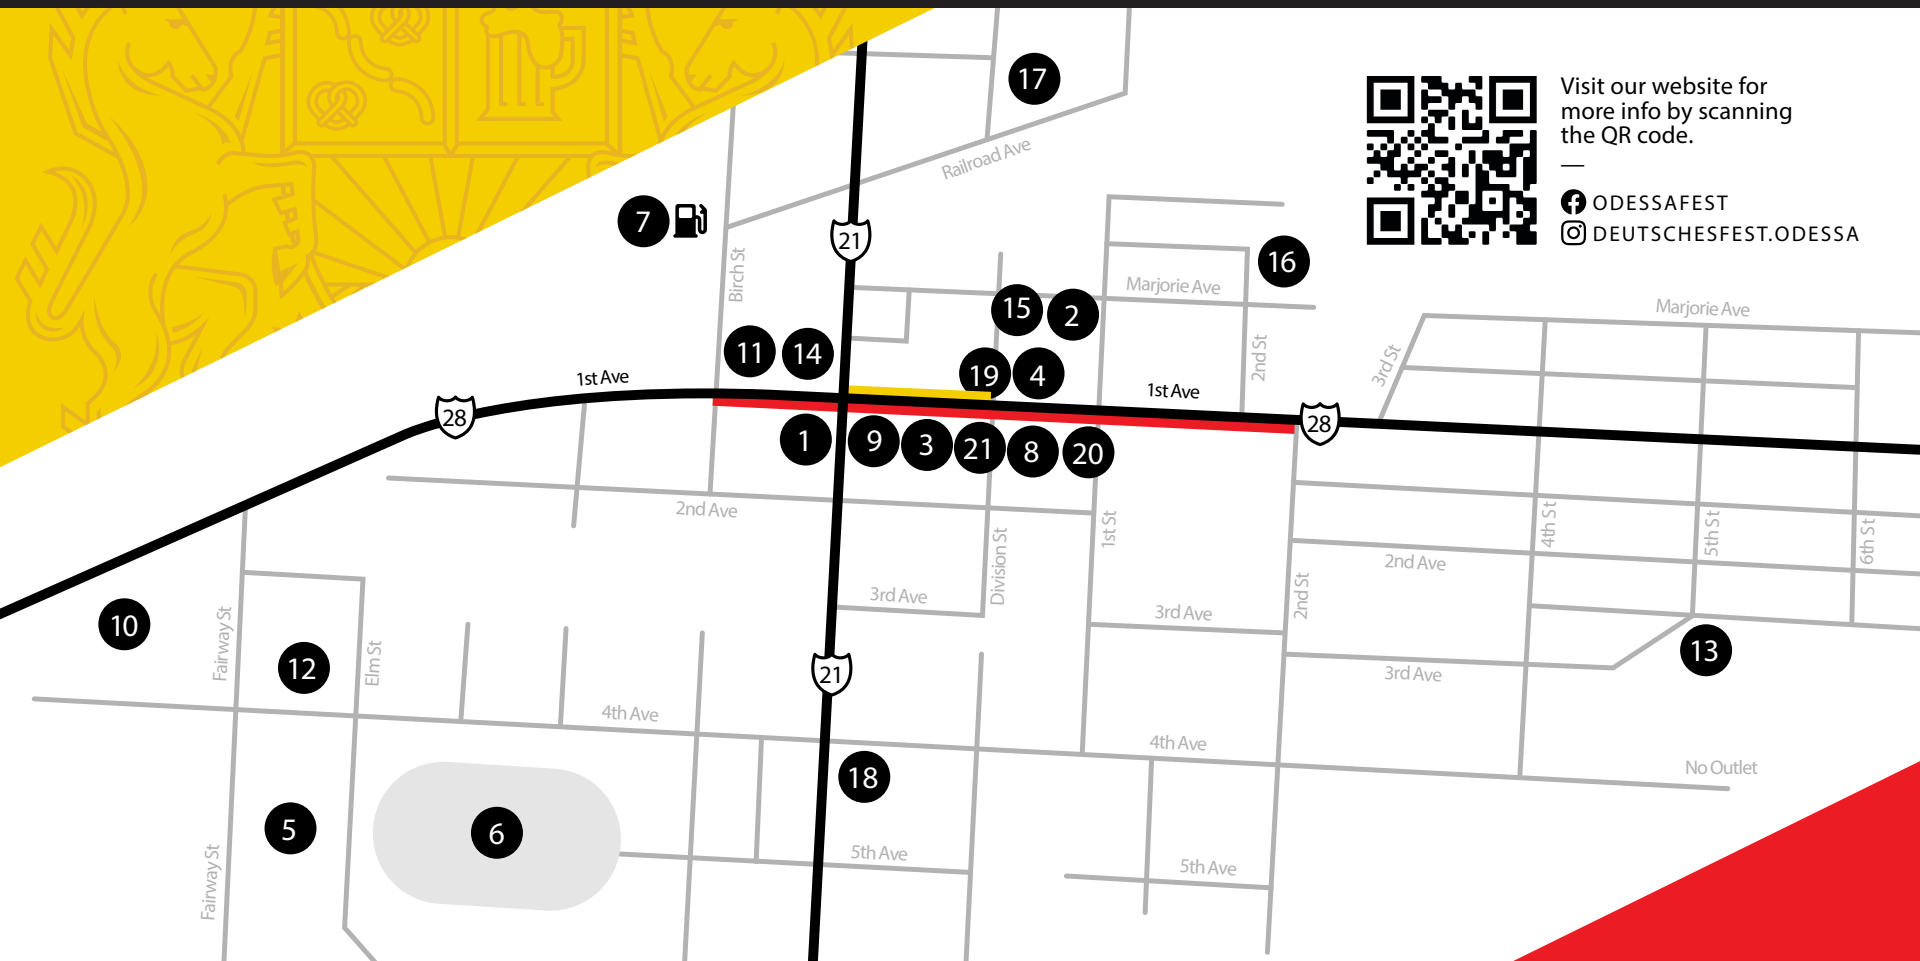 17
Visit our website for
more info by scanning
the QR code.
—
ODESSAFEST
DEUTSCHESFEST.ODESSA
Railroad Ave
7
21
Birch St
16
Marjorie Ave
15
2
Marjorie Ave
11
14
2nd St
3rd St
19
4
1st Ave
1st Ave
28
28
1
9
3
21
8
20
2nd Ave
1st St
4th St
5th St
6th St
Division St
2nd Ave
3rd Ave
2nd St
3rd Ave
10
Fairway St
12
Elm St
13
21
3rd Ave
4th Ave
4th Ave
No Outlet
18
5
6
5th Ave
5th Ave
Fairway St